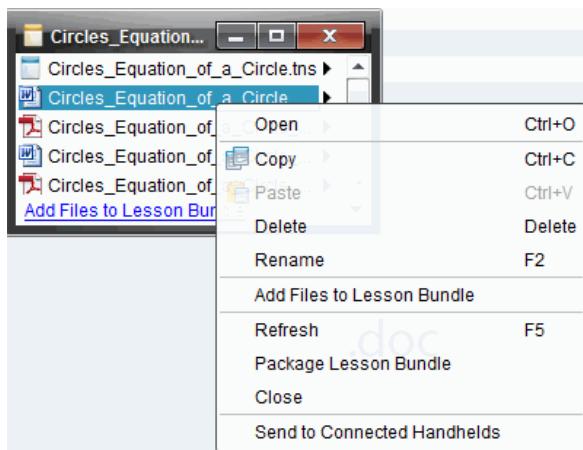 Circles_Equation...
Circles_Equation_of_a_Circle.tns
Circles_Equation_of_a_Circle
Circles_Equation_of_
Circles_Equation_of_
Circles_Equation_of_
Add Files to Lesson Bun
Open Ctrl+O
Copy Ctrl+C
Paste Ctrl+V
Delete Delete
Rename F2
Add Files to Lesson Bundle
Refresh F5
.doc
Package Lesson Bundle
Close
Send to Connected Handhelds